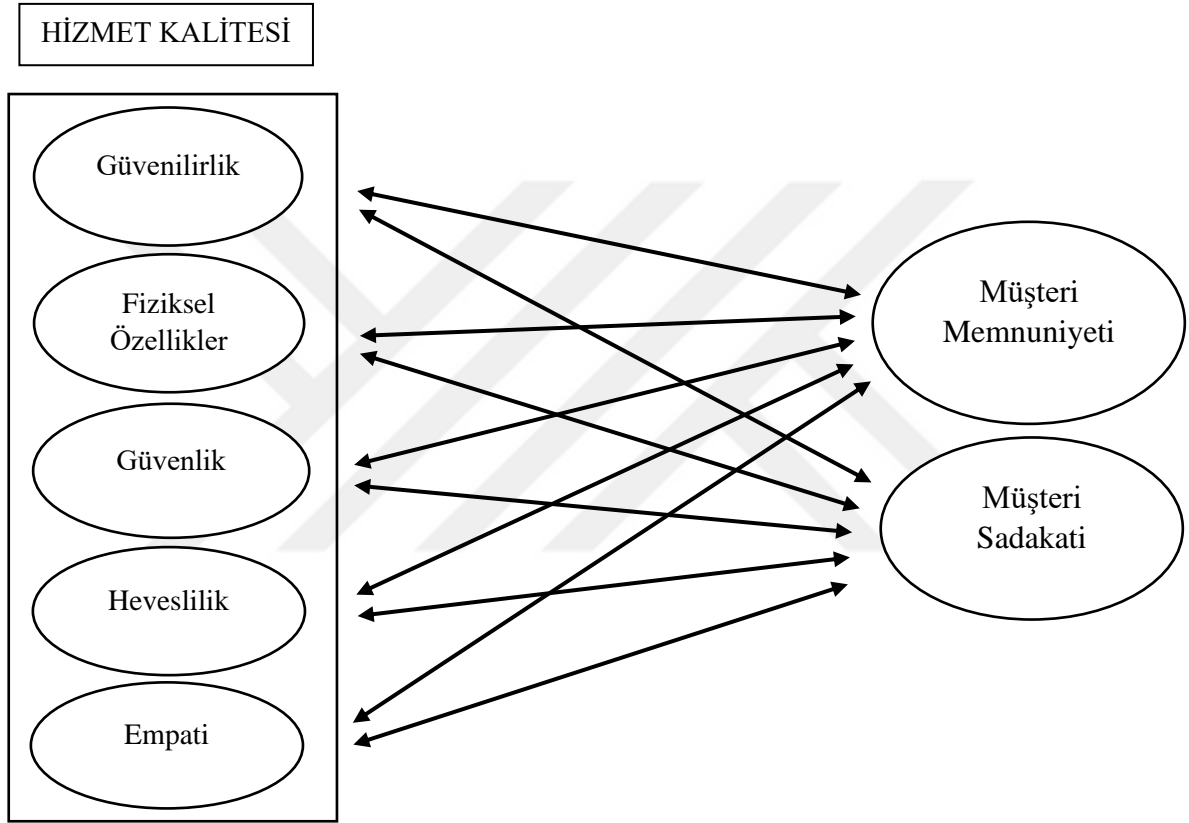 HİZMET KALİTESİ
Güvenilirlik
Fiziksel
Özellikler
Güvenlik
Heveslilik
Empati
Müşteri
Memnuniyeti
Müşteri
Sadakati